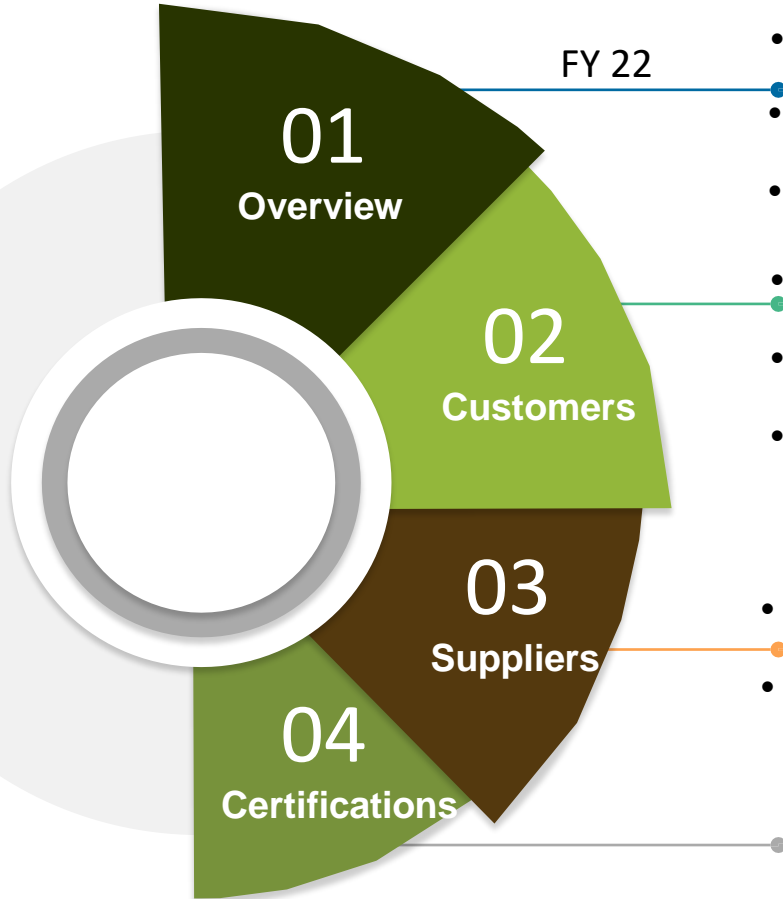 FY 22
01
Overview
02
Customers
03
Suppliers
04
Certifications